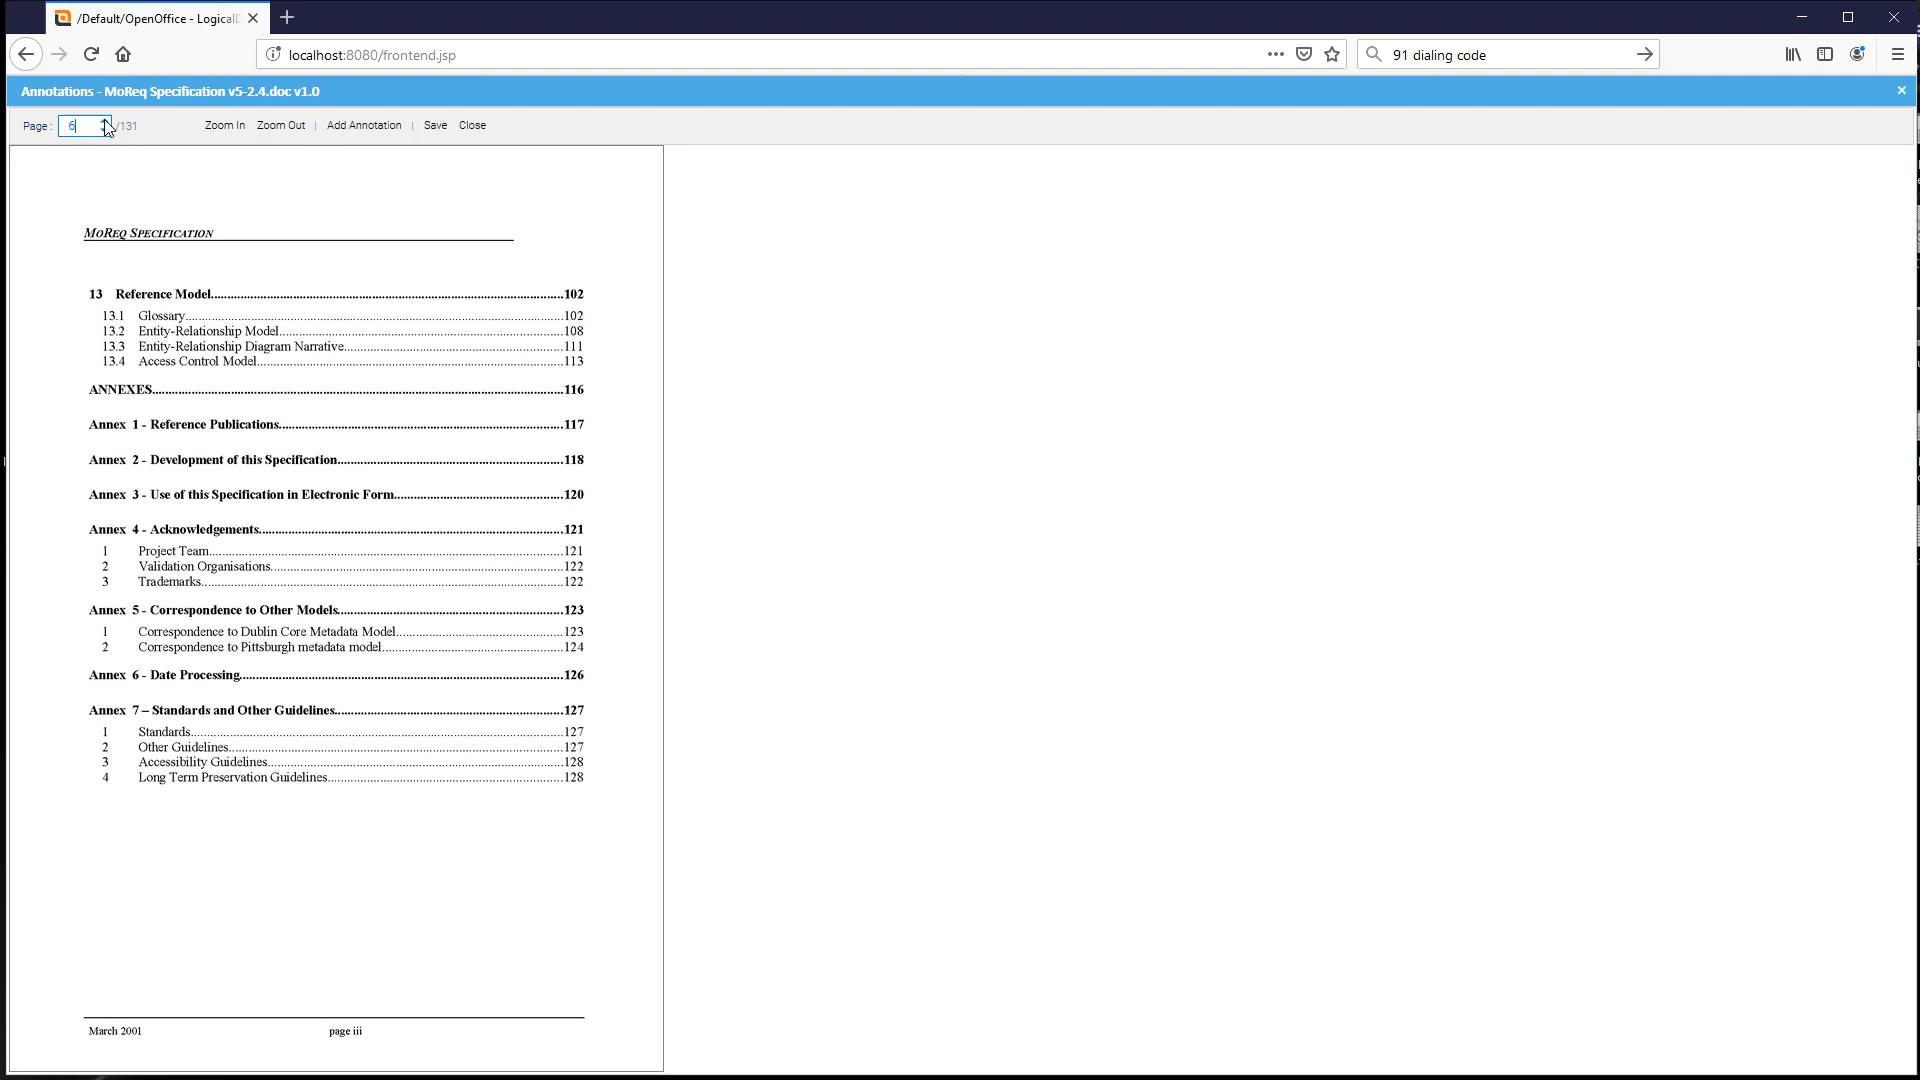 /Default/OpenOffice - LogicalD
localhost:8080/frontend.jsp
91 dialing code
Annotations - MoReq Specification v5-2.4.doc v1.0
Page : 6 /131 Zoom In Zoom Out | Add Annotation | Save Close
MOREQ SPECIFICATION
13 Reference Model....................102
13.1 Glossary....................102
13.2 Entity-Relationship Model....................108
13.3 Entity-Relationship Diagram Narrative....................111
13.4 Access Control Model....................113
ANNEXES....................116
Annex 1 - Reference Publications....................117
Annex 2 - Development of this Specification....................118
Annex 3 - Use of this Specification in Electronic Form....................120
Annex 4 - Acknowledgements....................121
1 Project Team....................121
2 Validation Organisations....................122
3 Trademarks....................122
Annex 5 - Correspondence to Other Models....................123
1 Correspondence to Dublin Core Metadata Model....................123
2 Correspondence to Pittsburgh metadata model....................124
Annex 6 - Date Processing....................126
Annex 7 – Standards and Other Guidelines....................127
1 Standards....................127
2 Other Guidelines....................127
3 Accessibility Guidelines....................128
4 Long Term Preservation Guidelines....................128
March 2001 page iii